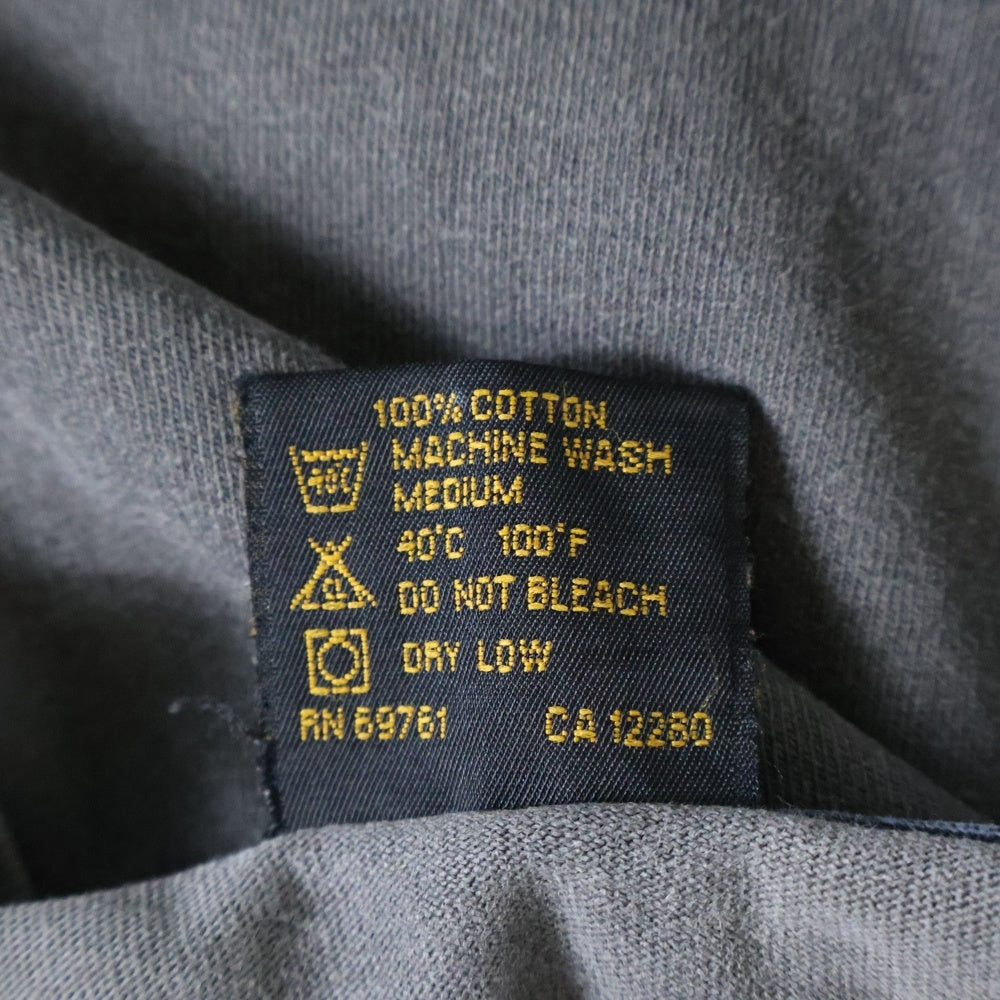 100% COTTON
MACHINE WASH
MEDIUM
40°C 100°F
DO NOT BLEACH
DRY LOW
RN 69761 CA 12280